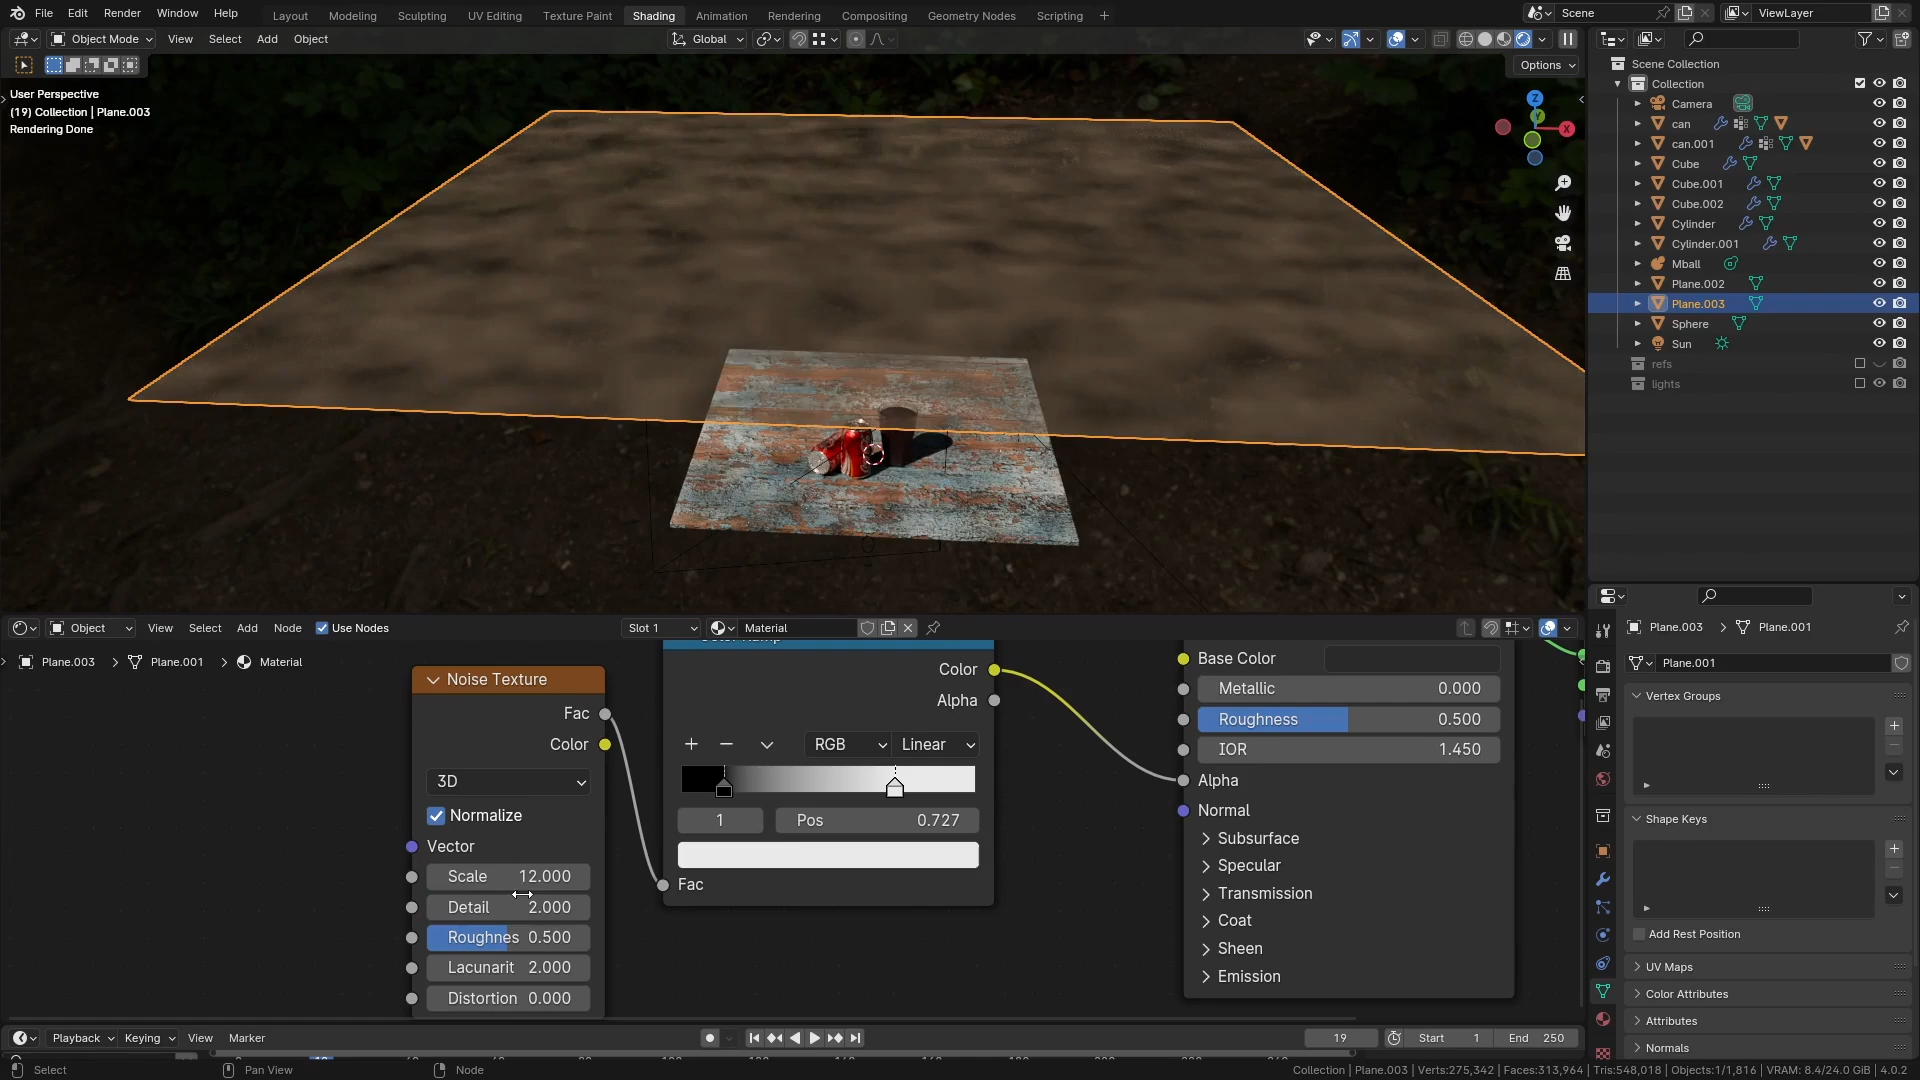 File Edit Render Window Help Layout Modeling Sculpting UV Editing Texture Paint Shading Animation Rendering Compositing Geometry Nodes Scripting + Scene ViewLayer
Object Mode View Select Add Object Global
Options
User Perspective
(19) Collection | Plane.003
Rendering Done
Z
Y
X
Scene Collection
Collection
Camera
can
can.001
Cube
Cube.001
Cube.002
Cylinder
Cylinder.001
Mball
Plane.002
Plane.003
Sphere
Sun
refs
lights
Object View Select Add Node Use Nodes Slot 1 Material
Plane.003 > Plane.001 > Material
Noise Texture
Fac
Color
3D
Normalize
Vector
Scale 12.000
Detail 2.000
Roughnes 0.500
Lacunarit 2.000
Distortion 0.000
Color
Alpha
RGB Linear
1 Pos 0.727
Fac
Base Color
Metallic 0.000
Roughness 0.500
IOR 1.450
Alpha
Normal
Subsurface
Specular
Transmission
Coat
Sheen
Emission
Plane.003 > Plane.001
Plane.001
Vertex Groups
Shape Keys
Add Rest Position
UV Maps
Color Attributes
Attributes
Normals
Playback Keying View Marker 19 Start 1 End 250
Select Pan View Node Collection | Plane.003 | Verts:275,342 | Faces:313,964 | Tris:548,018 | Objects:1/1,816 | VRAM: 8.4/24.0 GiB | 4.0.2